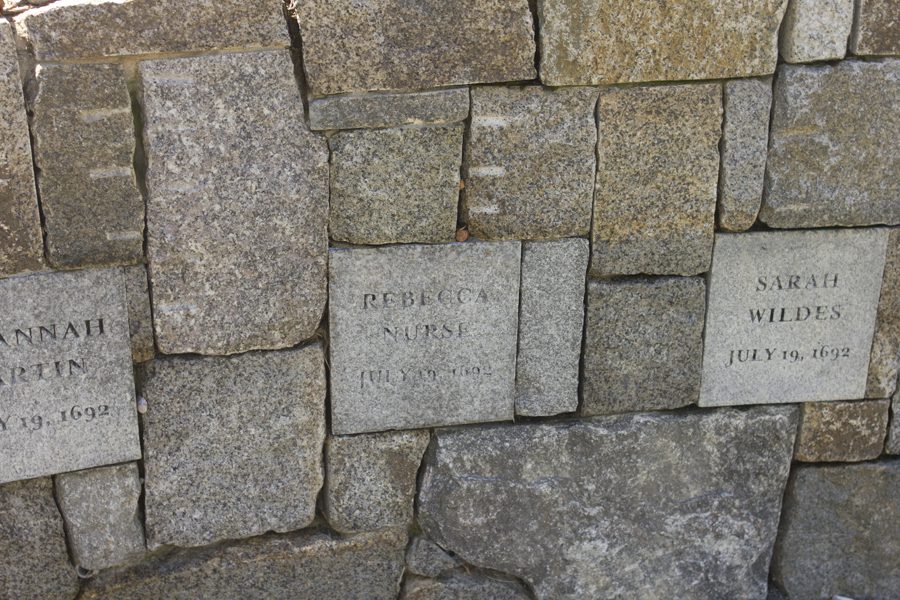 ANNAH
ARTIN
Y 19, 1692
REBECCA
NURSE
JULY 19, 1692
SARAH
WILDES
JULY 19, 1692